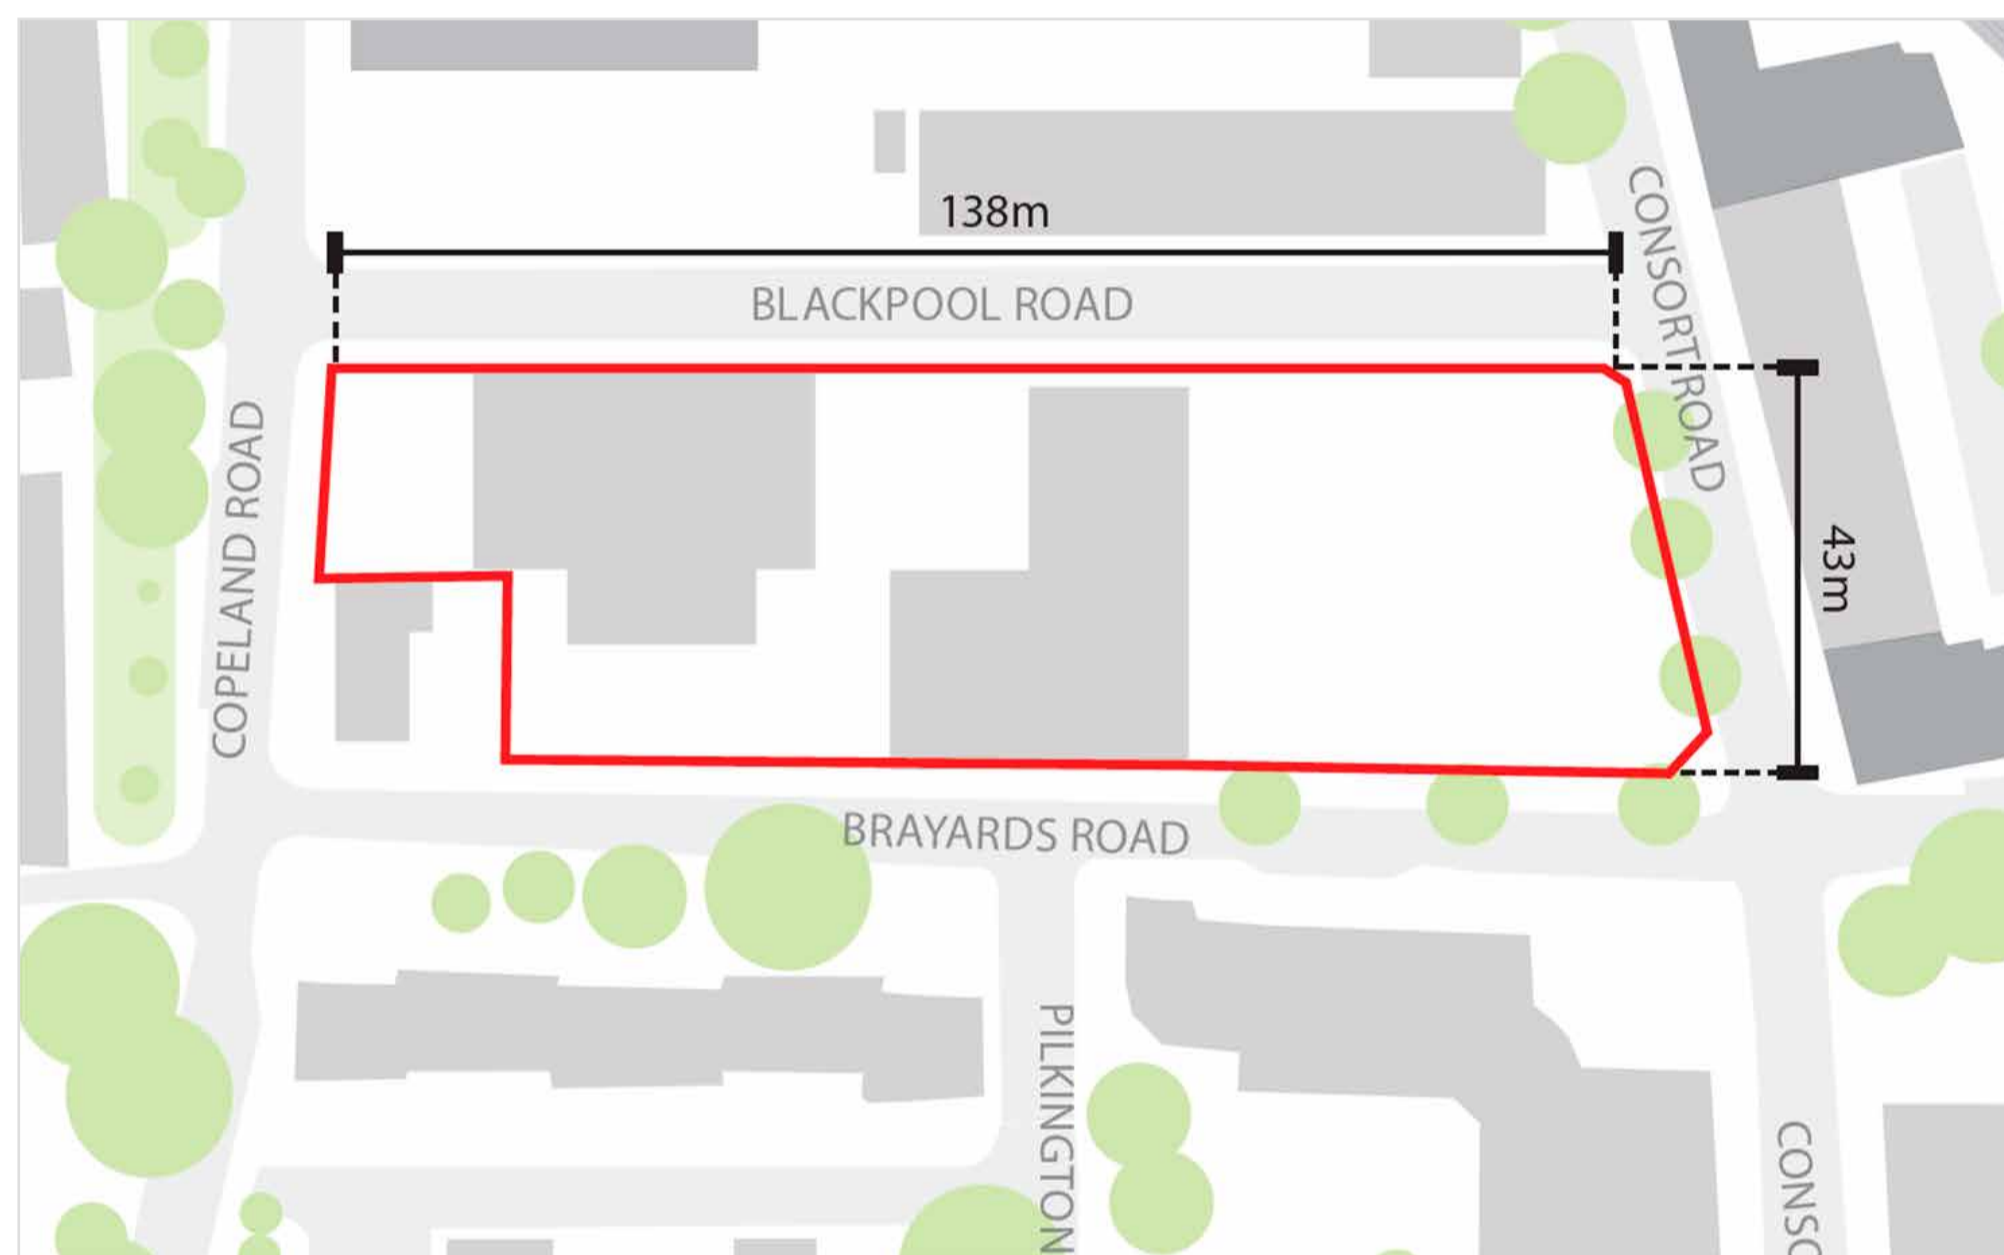 138m
BLACKPOOL ROAD
CONSORT ROAD
43m
COPELAND ROAD
BRAYARDS ROAD
PILKINGTON
CONSO